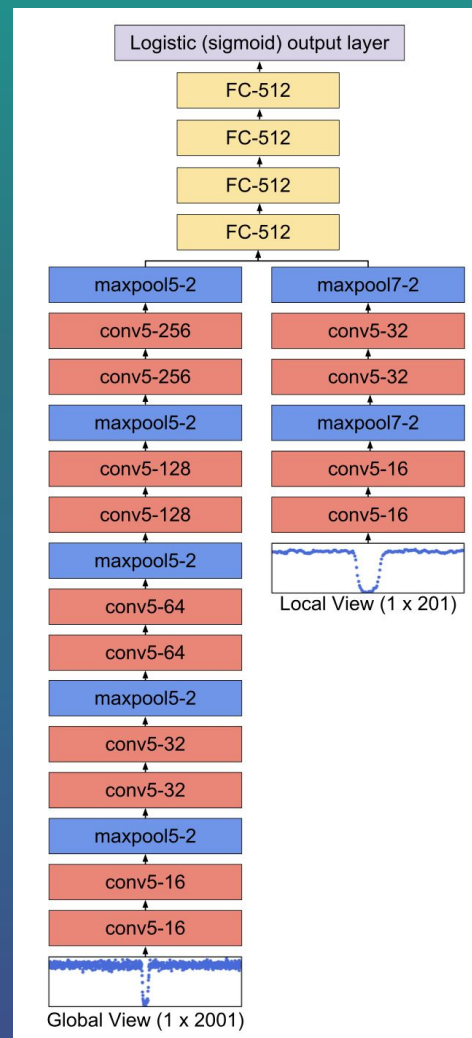 Logistic (sigmoid) output layer
FC-512
FC-512
FC-512
FC-512
maxpool5-2
conv5-256
conv5-256
maxpool5-2
conv5-128
conv5-128
maxpool5-2
conv5-64
conv5-64
maxpool5-2
conv5-32
conv5-32
maxpool5-2
conv5-16
conv5-16
Global View (1 x 2001)
maxpool7-2
conv5-32
conv5-32
maxpool7-2
conv5-16
conv5-16
Local View (1 x 201)